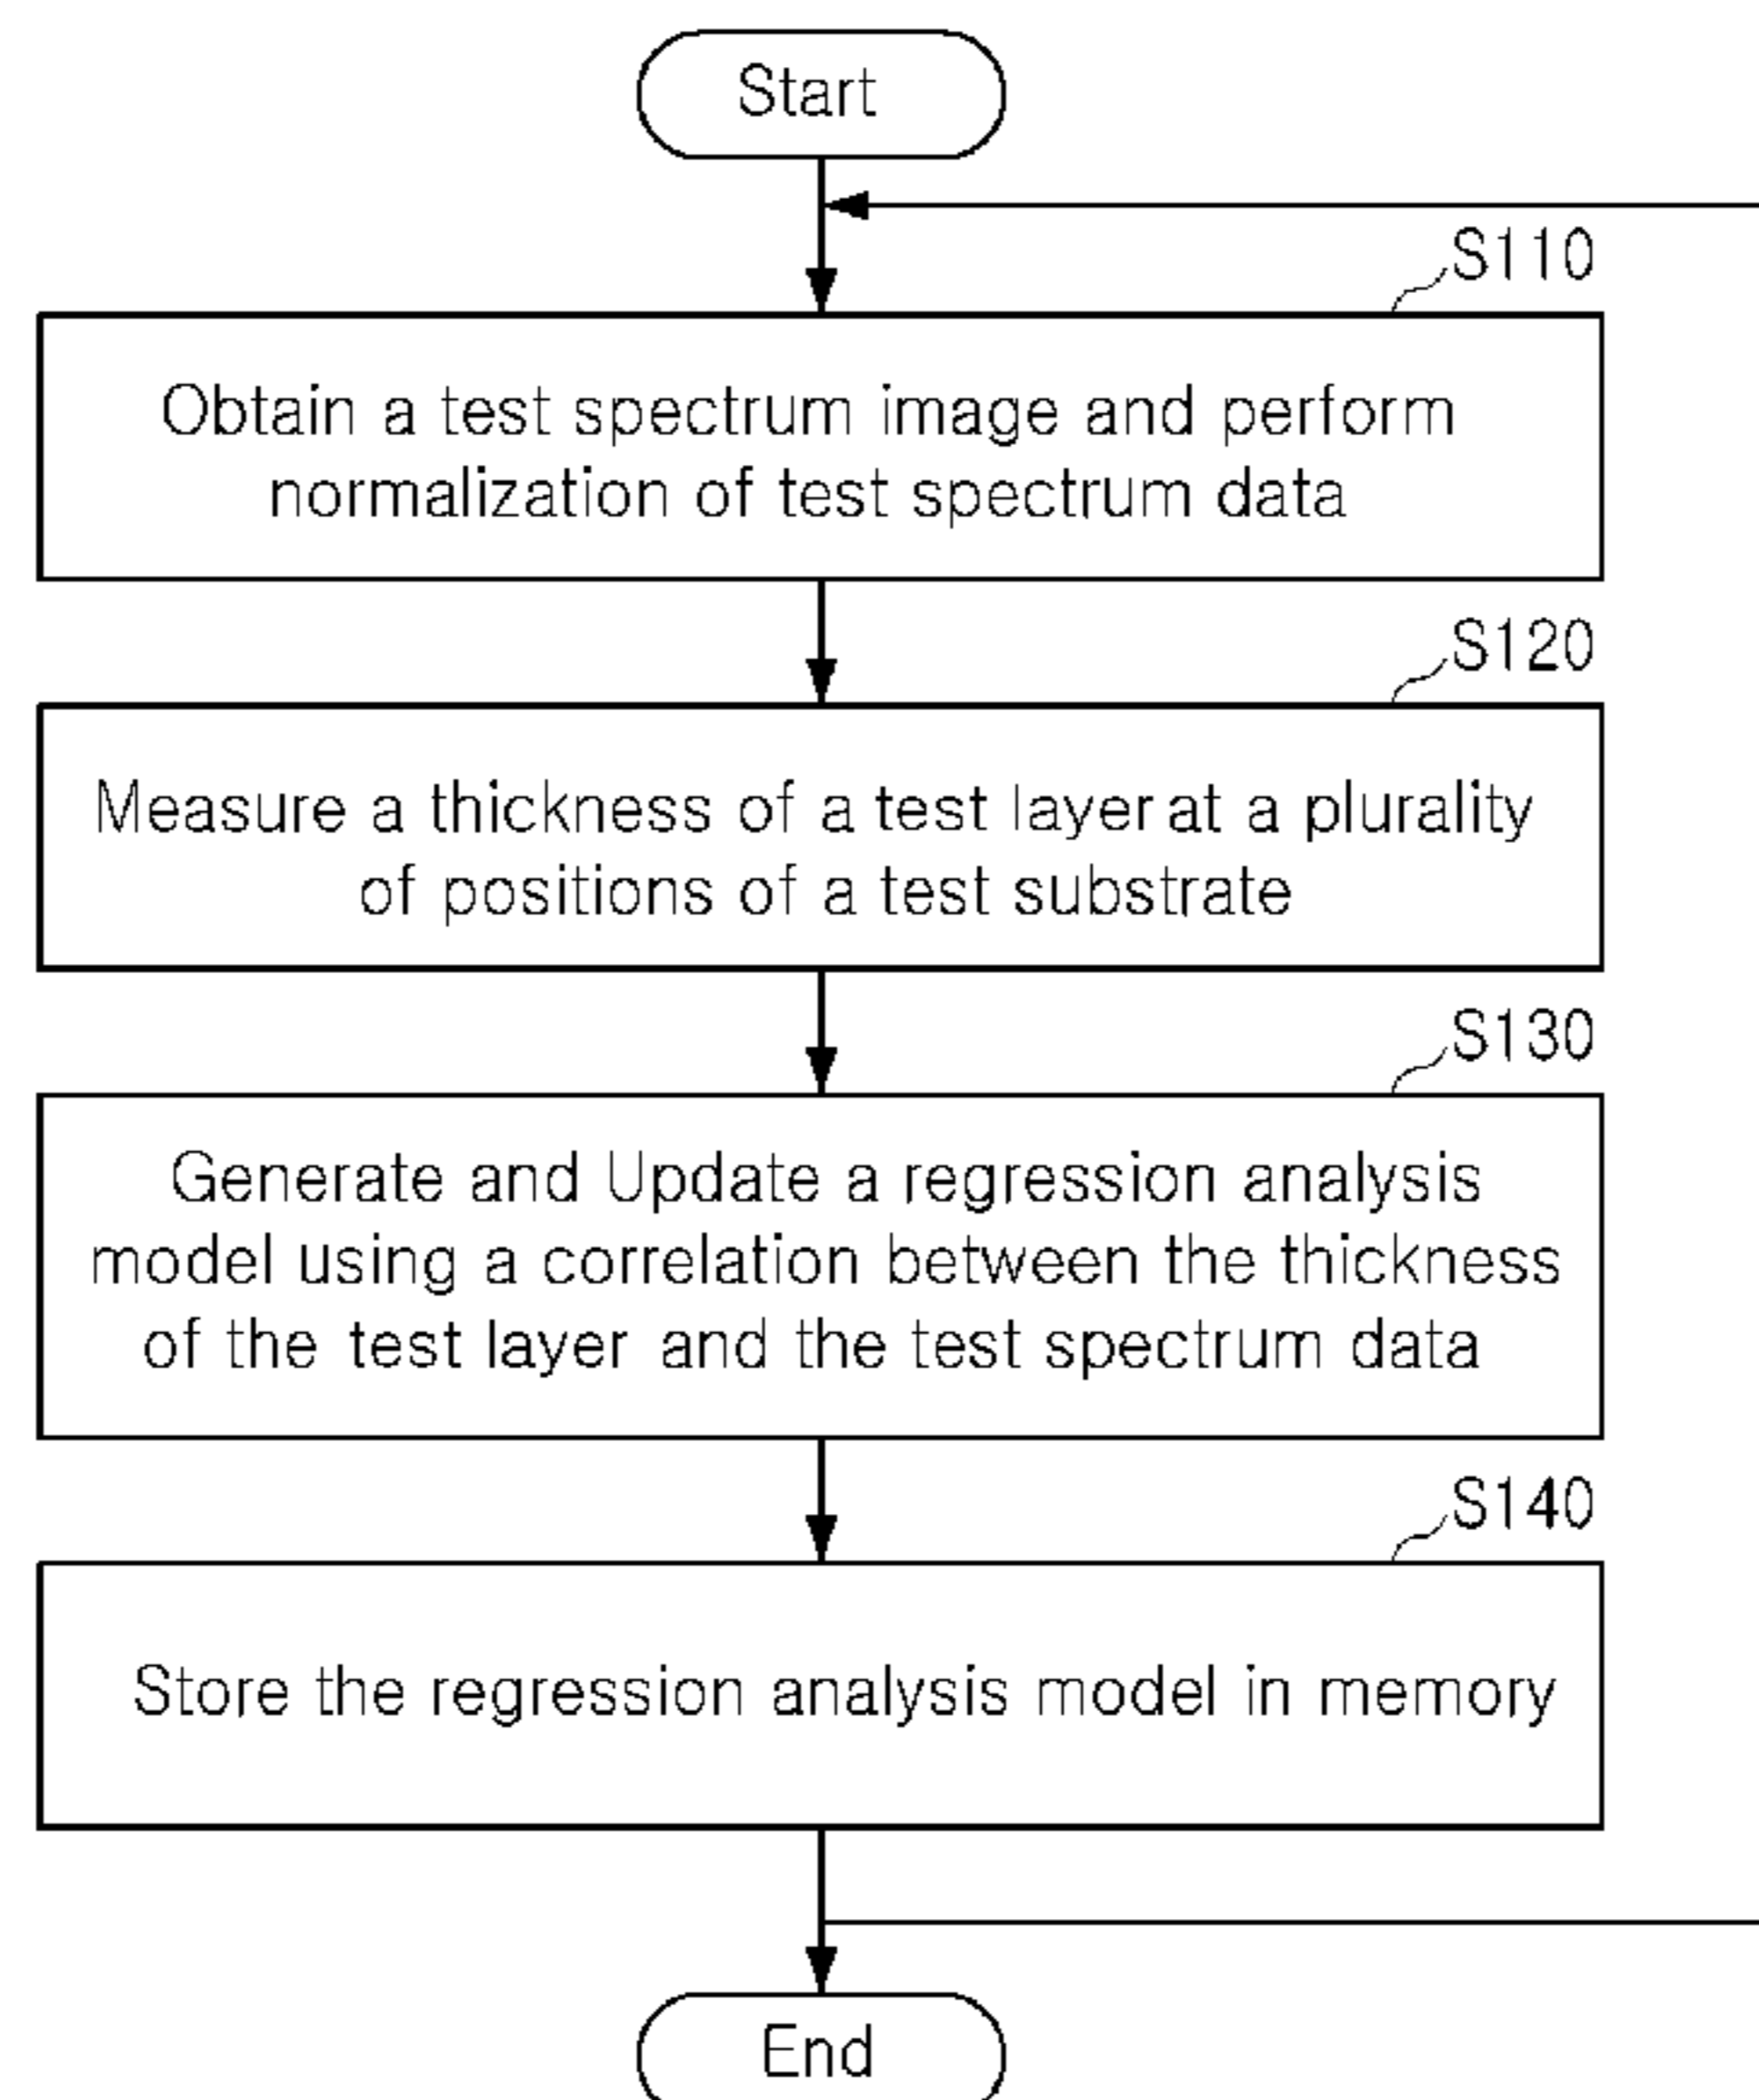 Start
S110
Obtain a test spectrum image and perform
normalization of test spectrum data
S120
Measure a thickness of a test layer at a plurality
of positions of a test substrate
S130
Generate and Update a regression analysis
model using a correlation between the thickness
of the test layer and the test spectrum data
S140
Store the regression analysis model in memory
End